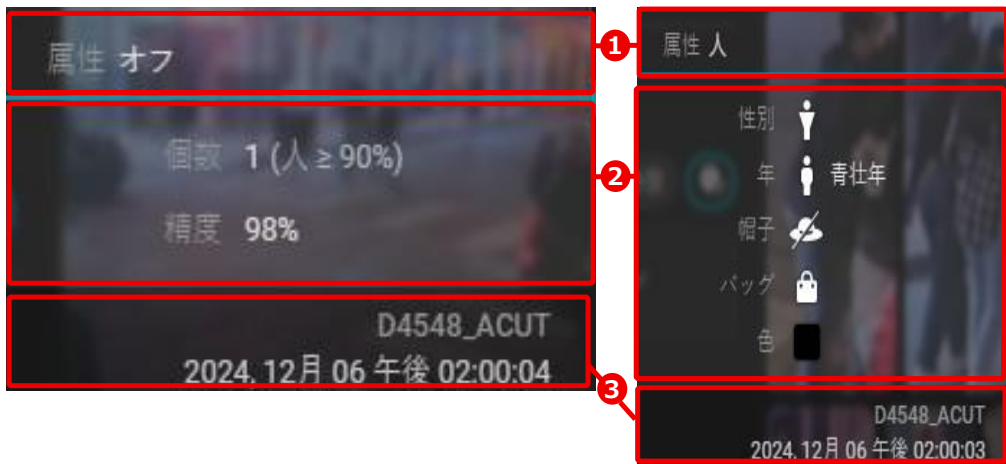 属性 オフ
個数 1 (人 ≥ 90%)
精度 98%
D4548_ACUT
2024, 12月 06 午後 02:00:04
1
2
3
属性 人
性別
年 青壮年
帽子
バッグ
色
D4548_ACUT
2024, 12月 06 午後 02:00:03